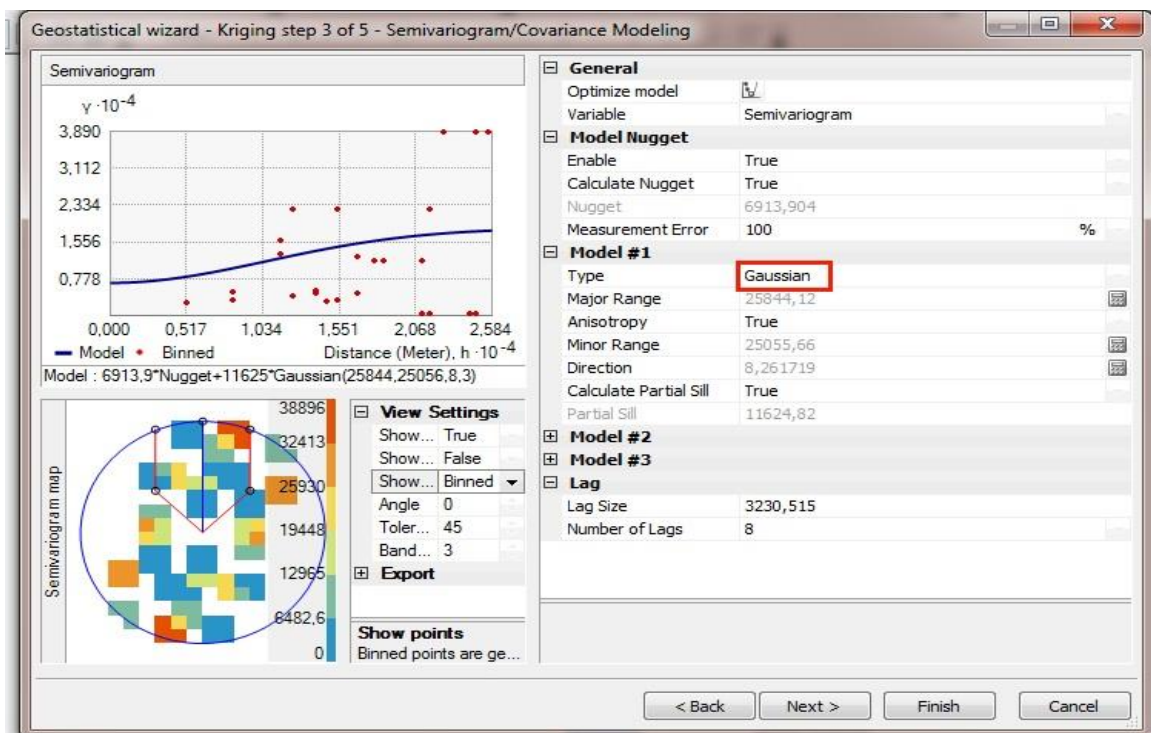 Geostatistical wizard - Kriging step 3 of 5 - Semivariogram/Covariance Modeling
Semivariogram
γ ·10⁻⁴
3,890
3,112
2,334
1,556
0,778
0,000 0,517 1,034 1,551 2,068 2,584
Model Binned Distance (Meter), h ·10⁻⁴
Model : 6913,9*Nugget+11625*Gaussian(25844,25056,8,3)
Semivariogram map
38896
32413
25930
19448
12965
6482,6
0
View Settings
Show... True
Show... False
Show... Binned
Angle 0
Toler... 45
Band... 3
Export
Show points
Binned points are ge...
General
Optimize model
Variable Semivariogram
Model Nugget
Enable True
Calculate Nugget True
Nugget 6913,904
Measurement Error 100 %
Model #1
Type Gaussian
Major Range 25844,12
Anisotropy True
Minor Range 25055,66
Direction 8,261719
Calculate Partial Sill True
Partial Sill 11624,82
Model #2
Model #3
Lag
Lag Size 3230,515
Number of Lags 8
< Back Next > Finish Cancel